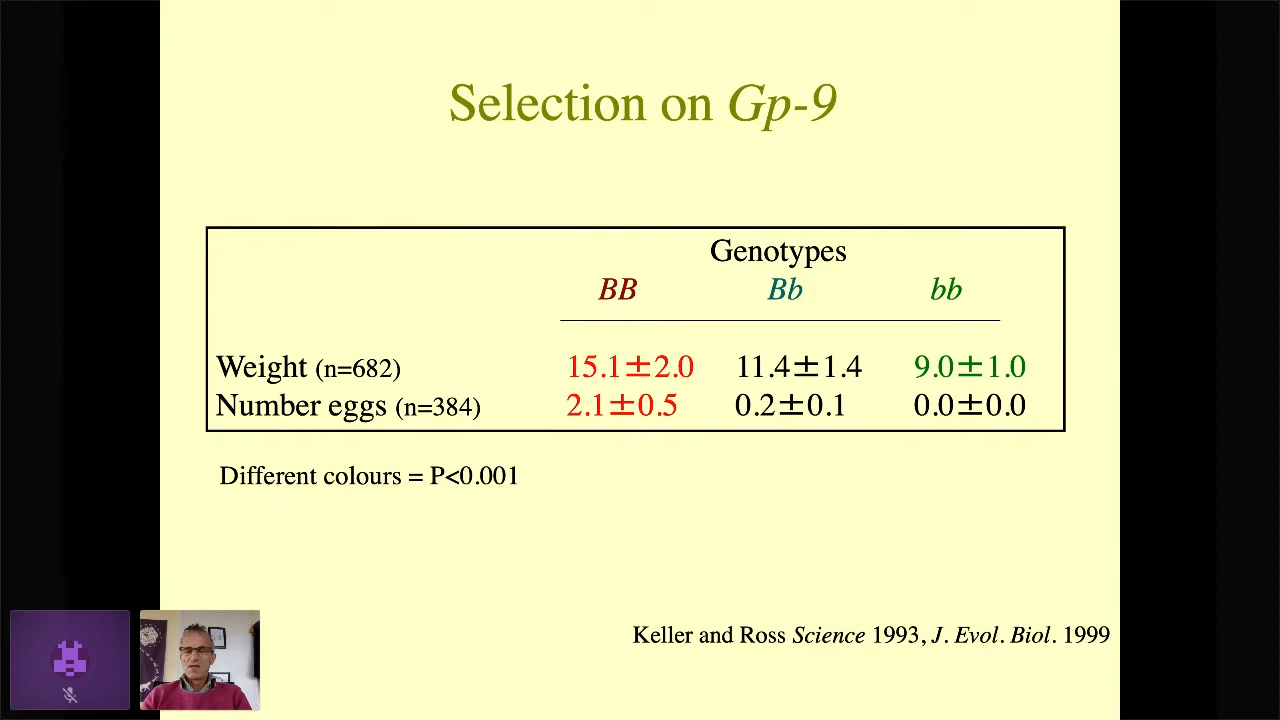 Selection on Gp-9
Genotypes
BB Bb bb
Weight (n=682) 15.1±2.0 11.4±1.4 9.0±1.0
Number eggs (n=384) 2.1±0.5 0.2±0.1 0.0±0.0
Different colours = P<0.001
Keller and Ross Science 1993, J. Evol. Biol. 1999